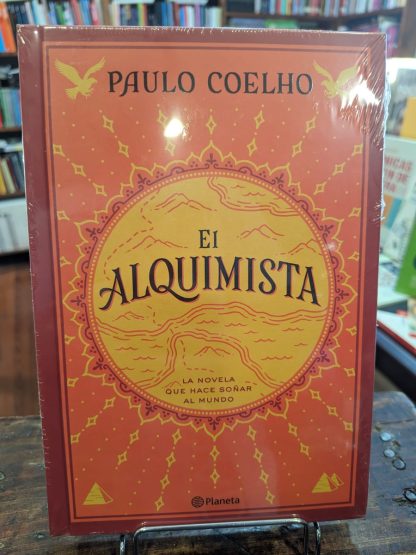 PAULO COELHO
El
ALQUIMISTA
LA NOVELA
QUE HACE SOÑAR
AL MUNDO
Planeta